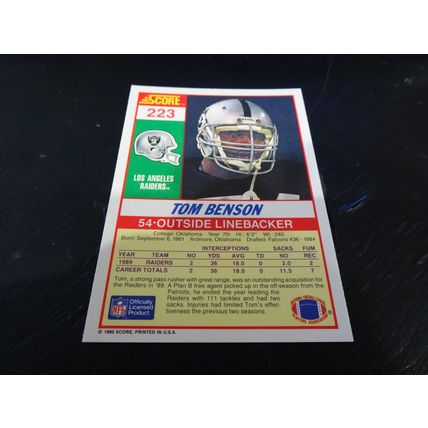 SCORE
223
LOS ANGELES
RAIDERS™
TOM BENSON
54·OUTSIDE LINEBACKER
College: Oklahoma Year: 7th Ht.: 6'2" Wt.: 240
Born: September 6, 1961 Ardmore, Oklahoma Drafted: Falcons #36 - 1984
INTERCEPTIONS SACKS FUM
YEAR TEAM NO YDS AVG TD NO REC
1989 RAIDERS 2 36 18.0 0 2.0 2
CAREER TOTALS 2 36 18.0 0 11.5 7
Tom, a strong pass rusher with great range, was an asset for
the Raiders in '89. A Plan B free agent picked up in the off-season from the
Patriots, he ended the year leading the
Raiders with 111 tackles and had two
sacks. Injuries had limited Tom's effec-
tiveness the previous two seasons.
NFL
Officially
Licensed
Product
© 1990 SCORE, PRINTED IN U.S.A.